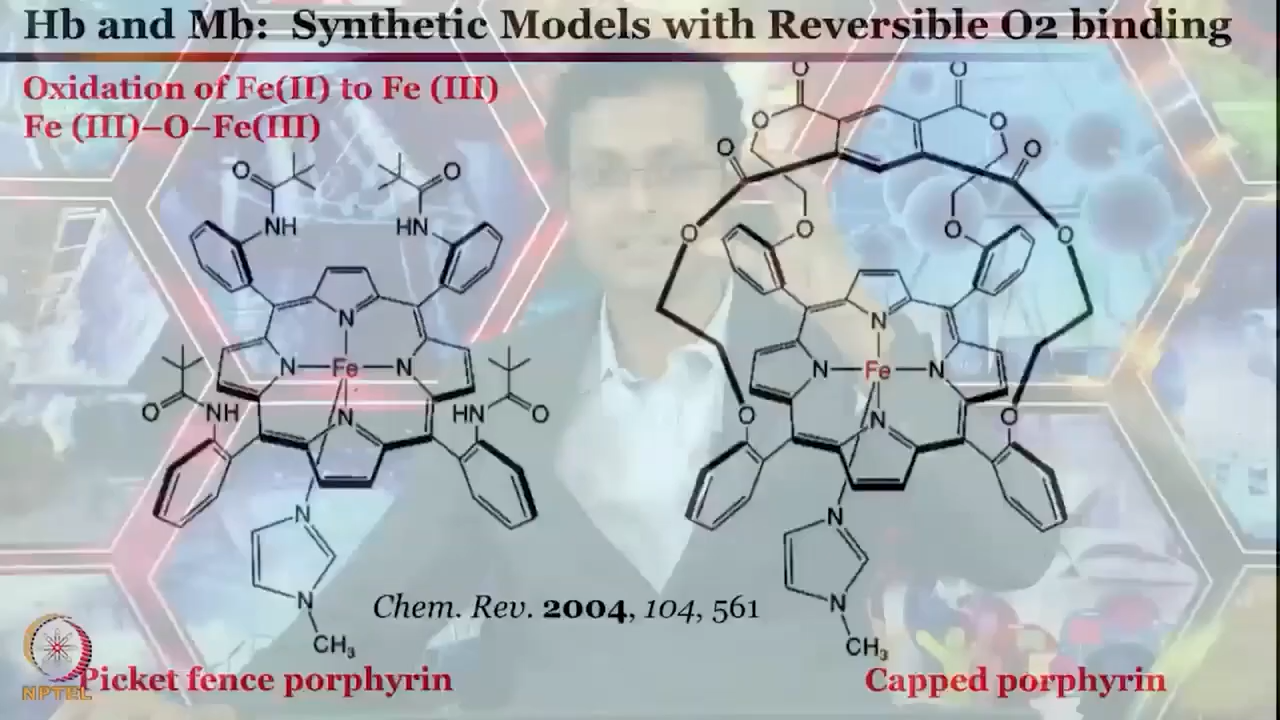 Hb and Mb: Synthetic Models with Reversible O2 binding
Oxidation of Fe(II) to Fe (III)
Fe (III)–O–Fe(III)
O
O
NH
HN
N
N
Fe
N
N
O
NH
HN
O
N
N
CH₃
Picket fence porphyrin
O
O
O
O
O
O
O
O
O
O
N
N
Fe
N
N
O
O
N
N
CH₃
Capped porphyrin
Chem. Rev. 2004, 104, 561
NPTEL